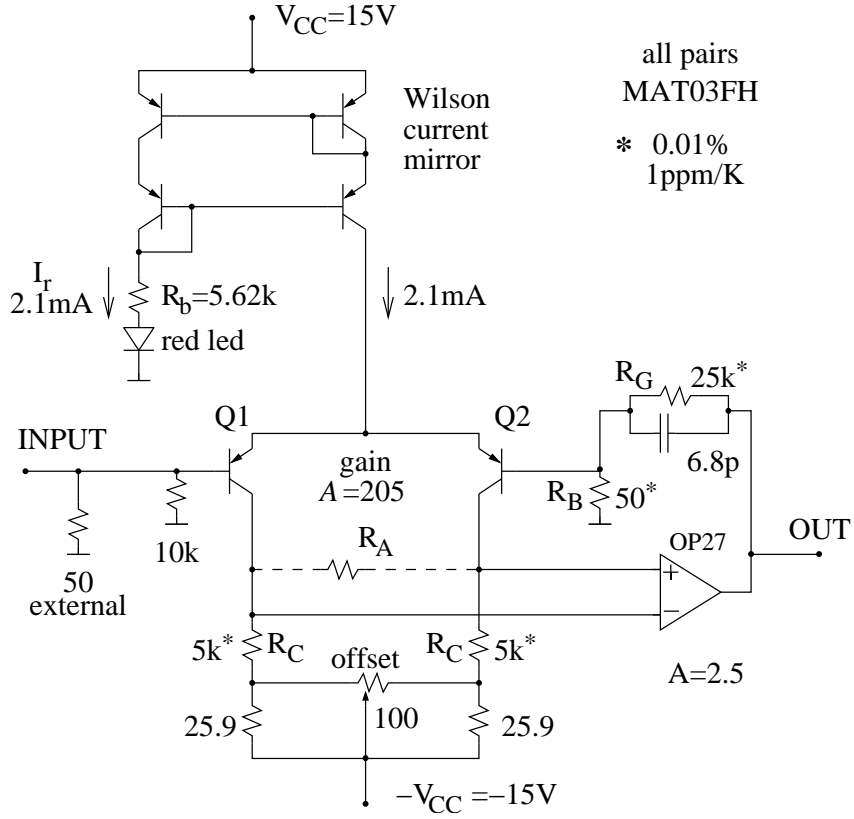 V_CC=15V
all pairs
MAT03FH
* 0.01%
1ppm/K
Wilson
current
mirror
I_r
2.1mA
R_b=5.62k
red led
2.1mA
Q1
Q2
INPUT
gain
A=205
R_G
25k*
6.8p
R_B
50*
OUT
OP27
R_A
+
−
10k
50
external
5k*
R_C
offset
R_C
5k*
A=2.5
25.9
100
25.9
−V_CC=−15V